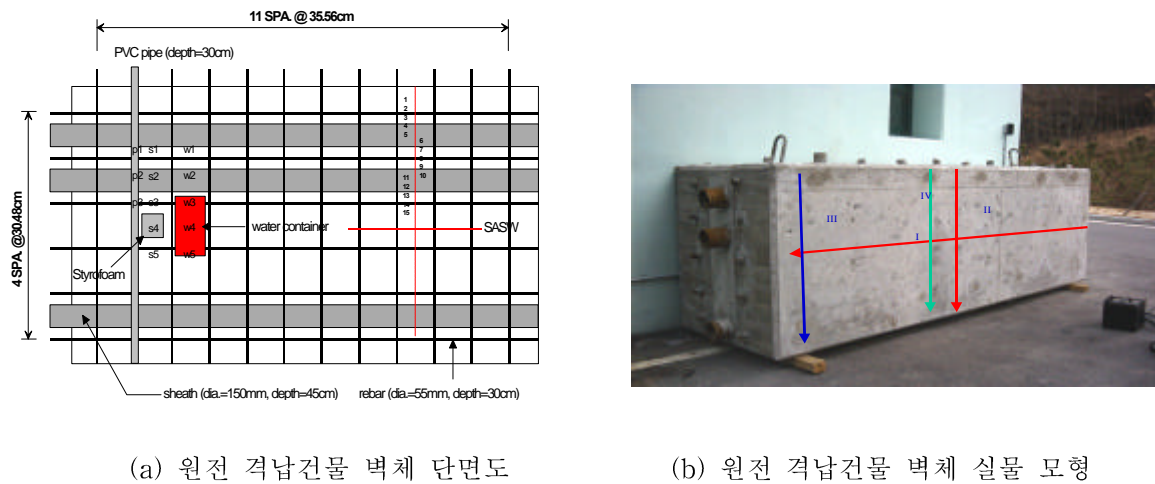 11 SPA. @ 35.56cm
PVC pipe (depth=30cm)
4 SPA. @30.48cm
1
2
3
4
5
6
7
8
9
10
11
12
13
15
p1 s1 w1
p2 s2 w2
p3 s3 w3
s4 w4
s5 w5
water container
SASW
Styrofoam
sheath (dia.=150mm, depth=45cm)
rebar (dia.=55mm, depth=30cm)
III
IV
II
I
(a) 원전 격납건물 벽체 단면도
(b) 원전 격납건물 벽체 실물 모형